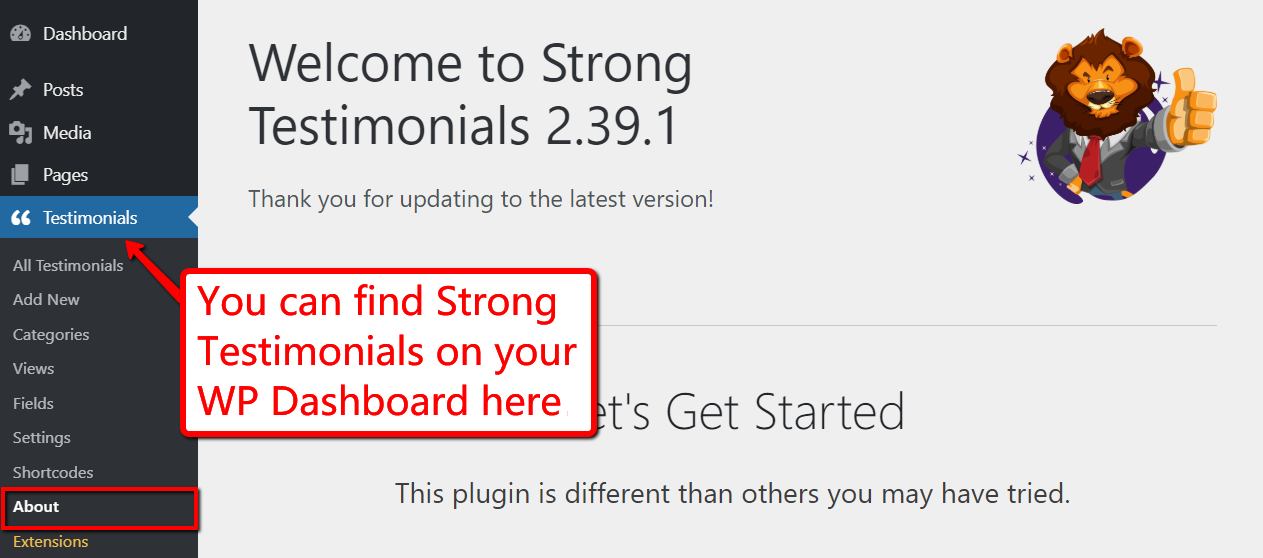 Dashboard
Posts
Media
Pages
Testimonials
All Testimonials
Add New
Categories
Views
Fields
Settings
Shortcodes
About
Extensions
Welcome to Strong
Testimonials 2.39.1
Thank you for updating to the latest version!
You can find Strong
Testimonials on your
WP Dashboard here.
et's Get Started
This plugin is different than others you may have tried.